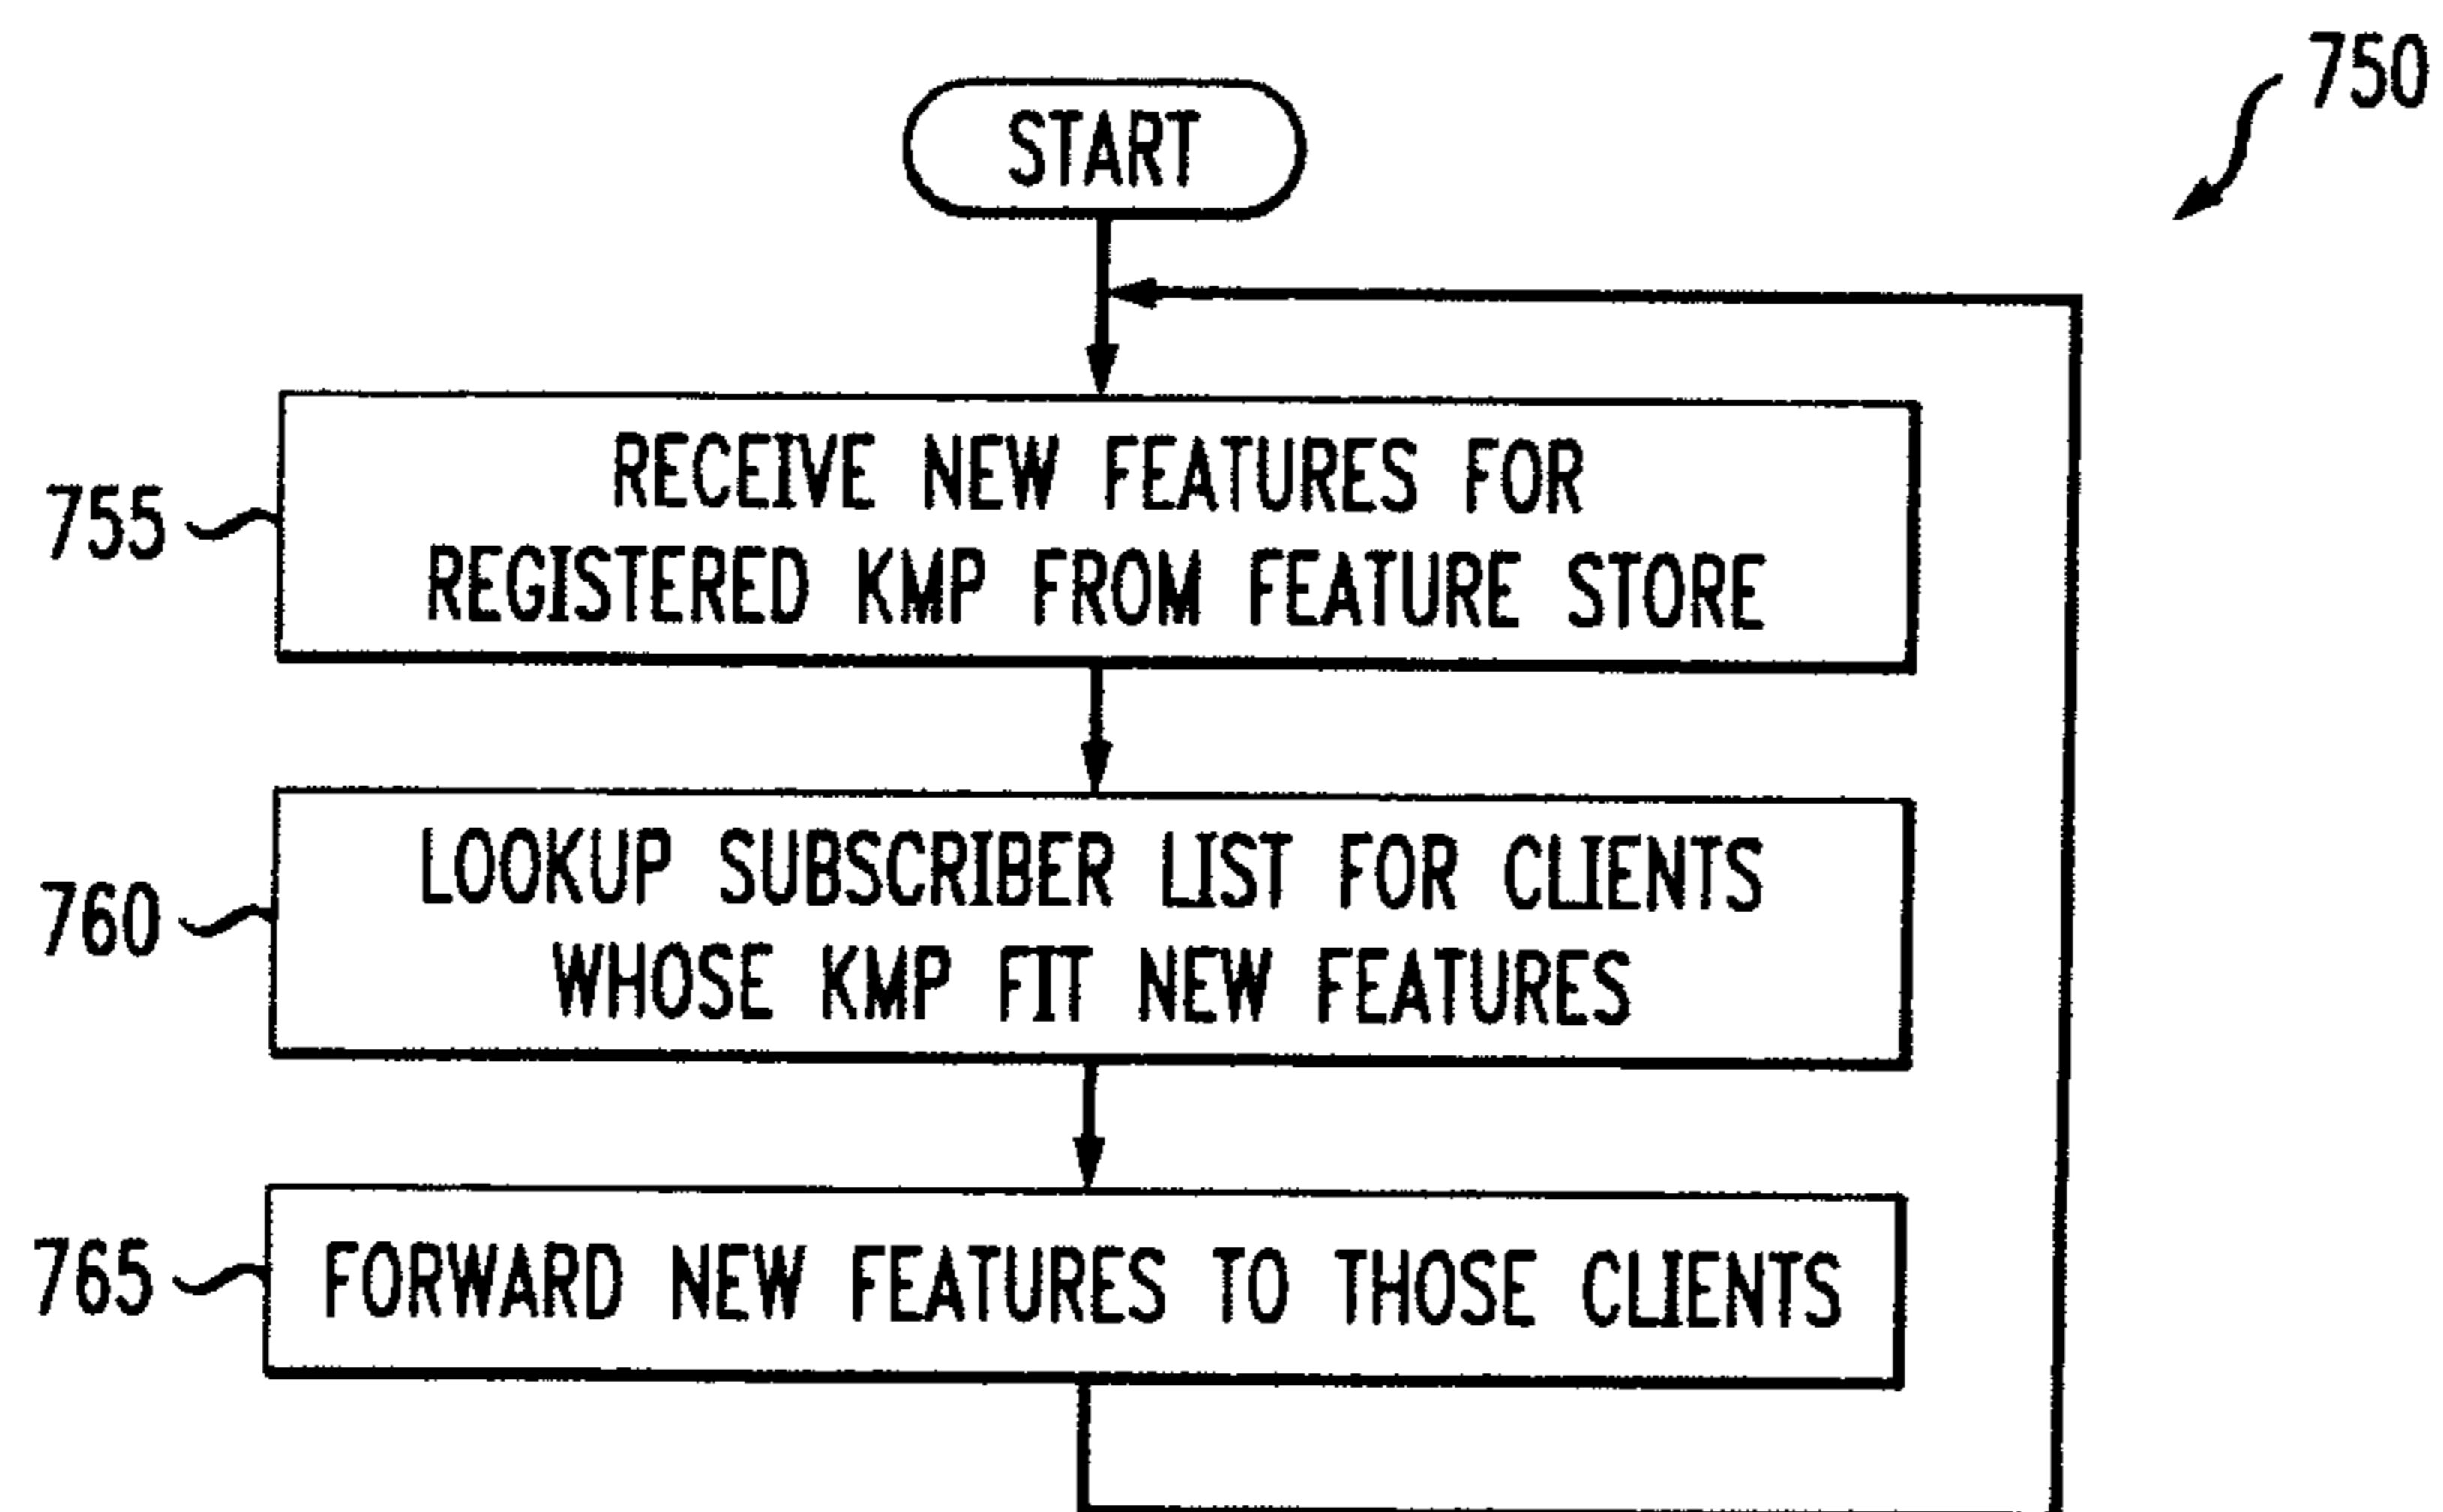 750
START
755
RECEIVE NEW FEATURES FOR
REGISTERED KMP FROM FEATURE STORE
760
LOOKUP SUBSCRIBER LIST FOR CLIENTS
WHOSE KMP FIT NEW FEATURES
765
FORWARD NEW FEATURES TO THOSE CLIENTS